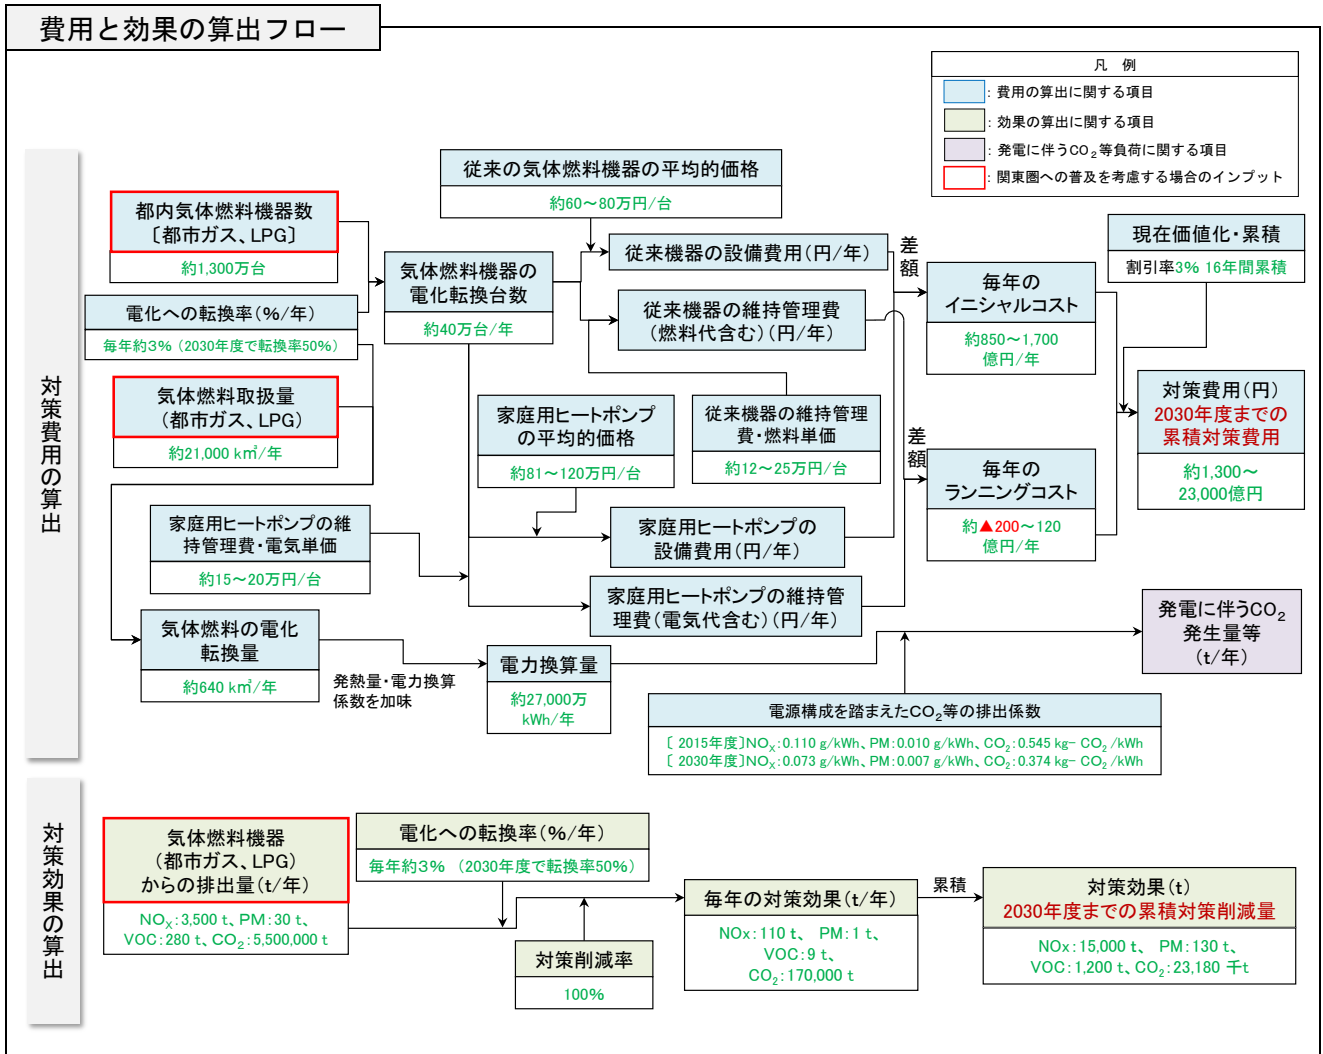 費用と効果の算出フロー
凡 例
：費用の算出に関する項目
：効果の算出に関する項目
：発電に伴うCO₂等負荷に関する項目
：関東圏への普及を考慮する場合のインプット
対策費用の算出
都内気体燃料機器数
〔都市ガス、LPG〕
約1,300万台
電化への転換率（%/年）
毎年約3%（2030年度で転換率50%）
気体燃料取扱量
（都市ガス、LPG）
約21,000 k㎥/年
気体燃料機器の
電化転換台数
約40万台/年
従来の気体燃料機器の平均的価格
約60～80万円/台
従来機器の設備費用（円/年）
従来機器の維持管理費
（燃料代含む）（円/年）
家庭用ヒートポンプ
の平均的価格
約81～120万円/台
従来機器の維持管理
費・燃料単価
約12～25万円/台
家庭用ヒートポンプの維
持管理費・電気単価
約15～20万円/台
家庭用ヒートポンプの
設備費用（円/年）
家庭用ヒートポンプの維持管
理費（電気代含む）（円/年）
差額
毎年の
イニシャルコスト
約850～1,700
億円/年
差額
毎年の
ランニングコスト
約▲200～120
億円/年
現在価値化・累積
割引率3% 16年間累積
対策費用（円）
2030年度までの
累積対策費用
約1,300～
23,000億円
気体燃料の電化
転換量
約640 k㎥/年
発熱量・電力換算
係数を加味
電力換算量
約27,000万
kWh/年
発電に伴うCO₂
発生量等
（t/年）
電源構成を踏まえたCO₂等の排出係数
〔 2015年度〕NOX：0.110 g/kWh、PM：0.010 g/kWh、CO₂：0.545 kg- CO₂ /kWh
〔 2030年度〕NOX：0.073 g/kWh、PM：0.007 g/kWh、CO₂：0.374 kg- CO₂ /kWh
対策効果の算出
気体燃料機器
（都市ガス、LPG）
からの排出量（t/年）
NOX：3,500 t、PM：30 t、
VOC：280 t、CO₂：5,500,000 t
電化への転換率（%/年）
毎年約3% （2030年度で転換率50%）
対策削減率
100%
毎年の対策効果（t/年）
NOx：110 t、 PM：1 t、
VOC：9 t、
CO₂：170,000 t
累積
対策効果（t）
2030年度までの累積対策削減量
NOx：15,000 t、 PM：130 t、
VOC：1,200 t、CO₂：23,180 千t